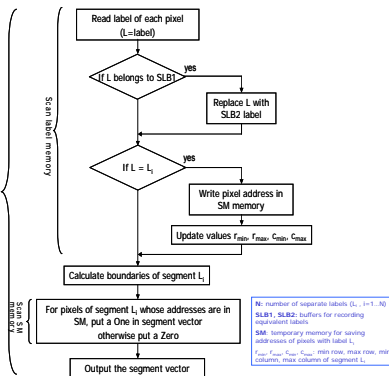 Read label of each pixel
(L=label)
If L belongs to SLB1
yes
Replace L with
SLB2 label
Scan label memory
If L = Li
yes
Write pixel address in
SM memory
Update values rmin, rmax, cmin, cmax
Calculate boundaries of segment Li
Scan SM
memory
For pixels of segment Li whose addresses are in
SM, put a One in segment vector
otherwise put a Zero
Output the segment vector
N: number of separate labels (Li , i=1...N)
SLB1, SLB2: buffers for recording
equivalent labels
SM: temporary memory for saving
addresses of pixels with label Li
rmin, rmax, cmin, cmax: min row, max row, min
column, max column of segment Li